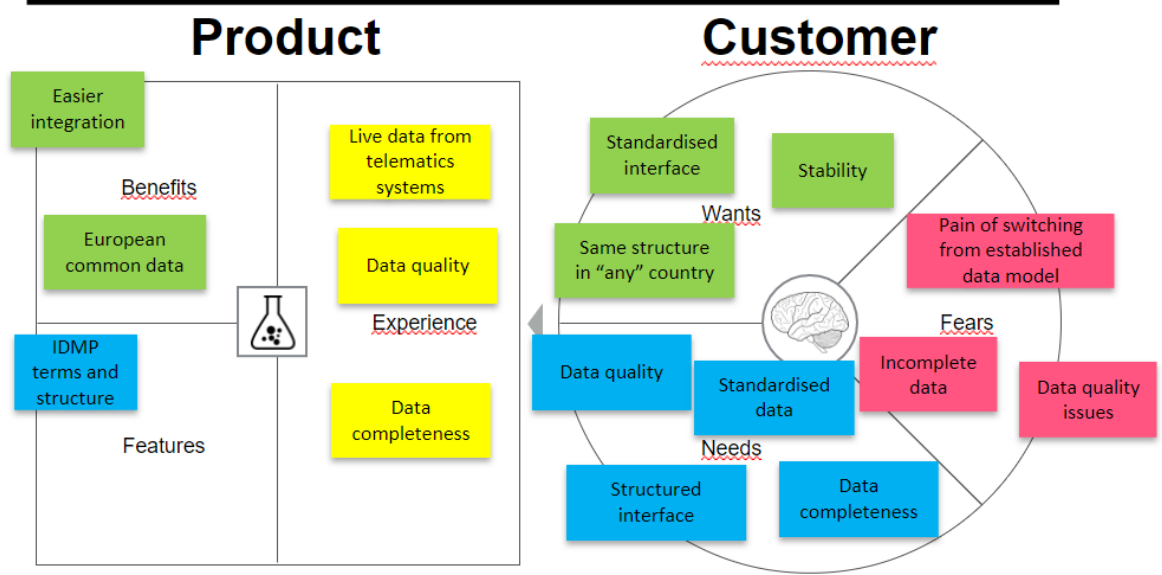 Product
Easier
integration
Benefits
European
common data
IDMP
terms and
structure
Features
Live data from
telematics
systems
Data quality
Experience
Data
completeness
Customer
Standardised
interface
Stability
Wants
Same structure
in “any” country
Pain of switching
from established
data model
Fears
Incomplete
data
Data quality
issues
Data quality
Standardised
data
Needs
Structured
interface
Data
completeness